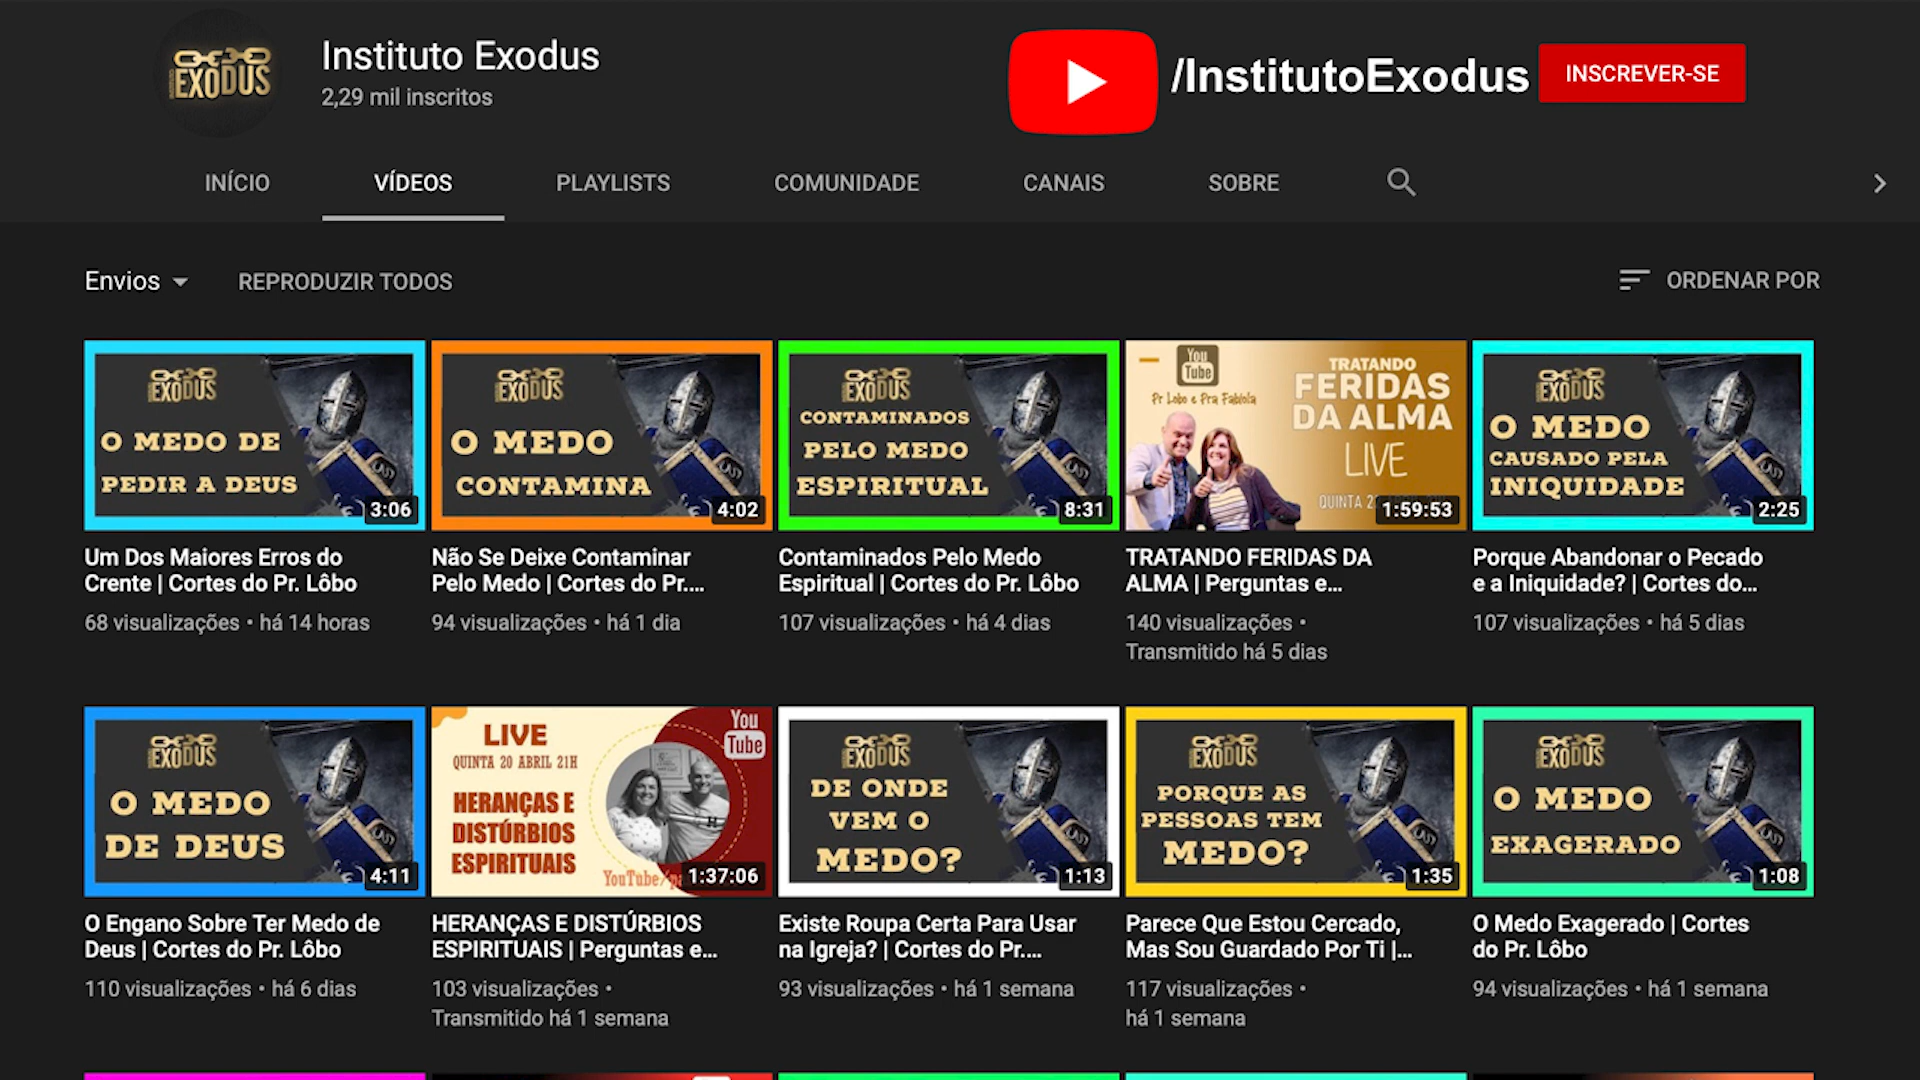 EXODUS
Instituto Exodus
2,29 mil inscritos
/InstitutoExodus
INSCREVER-SE
INÍCIO
VÍDEOS
PLAYLISTS
COMUNIDADE
CANAIS
SOBRE
Envios
REPRODUZIR TODOS
ORDENAR POR
EXODUS
O MEDO DE
PEDIR A DEUS
3:06
Um Dos Maiores Erros do
Crente | Cortes do Pr. Lôbo
68 visualizações • há 14 horas
EXODUS
O MEDO
CONTAMINA
4:02
Não Se Deixe Contaminar
Pelo Medo | Cortes do Pr....
94 visualizações • há 1 dia
EXODUS
CONTAMINADOS
PELO MEDO
ESPIRITUAL
8:31
Contaminados Pelo Medo
Espiritual | Cortes do Pr. Lôbo
107 visualizações • há 4 dias
You
Tube
Pr Lobo e Pra Fabíola
TRATANDO
FERIDAS
DA ALMA
LIVE
QUINTA
1:59:53
TRATANDO FERIDAS DA
ALMA | Perguntas e...
140 visualizações •
Transmitido há 5 dias
EXODUS
O MEDO
CAUSADO PELA
INIQUIDADE
2:25
Porque Abandonar o Pecado
e a Iniquidade? | Cortes do...
107 visualizações • há 5 dias
EXODUS
O MEDO
DE DEUS
4:11
O Engano Sobre Ter Medo de
Deus | Cortes do Pr. Lôbo
110 visualizações • há 6 dias
LIVE
QUINTA 20 ABRIL 21H
HERANÇAS E
DISTÚRBIOS
ESPIRITUAIS
You
Tube
YouTube/p
1:37:06
HERANÇAS E DISTÚRBIOS
ESPIRITUAIS | Perguntas e...
103 visualizações •
Transmitido há 1 semana
EXODUS
DE ONDE
VEM O
MEDO?
1:13
Existe Roupa Certa Para Usar
na Igreja? | Cortes do Pr....
93 visualizações • há 1 semana
EXODUS
PORQUE AS
PESSOAS TEM
MEDO?
1:35
Parece Que Estou Cercado,
Mas Sou Guardado Por Ti |...
117 visualizações •
há 1 semana
EXODUS
O MEDO
EXAGERADO
1:08
O Medo Exagerado | Cortes
do Pr. Lôbo
94 visualizações • há 1 semana